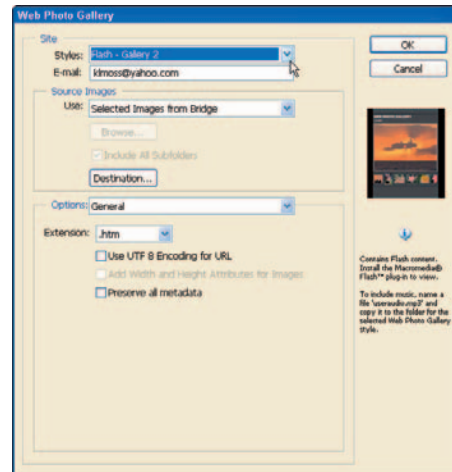 Web Photo Gallery
Site
Styles: Flash - Gallery 2
E-mail: klmoss@yahoo.com
Source Images
Use: Selected Images from Bridge
Browse...
Include All Subfolders
Destination...
Options: General
Extension: .htm
Use UTF 8 Encoding for URL
Add Width and Height Attributes for Images
Preserve all metadata
OK
Cancel
Contains Flash content.
Install the Macromedia®
Flash™ plug-in to view.
To include music, name a
file 'useraudio.mp3' and
copy it to the folder for the
selected Web Photo Gallery
style.